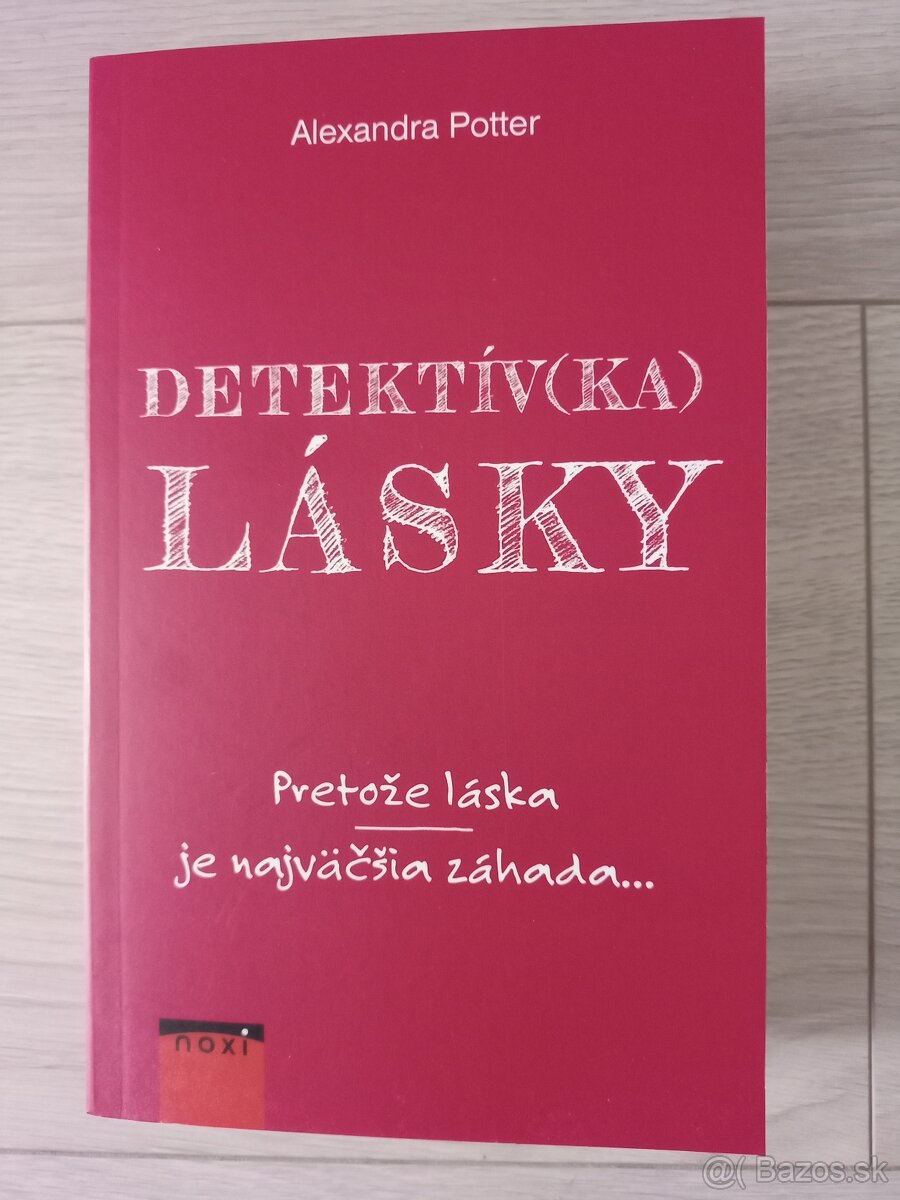 Alexandra Potter
DETEKTÍV(KA)
LÁSKY
Pretože láska
je najväčšia záhada...
noxi
@( Bazos.sk